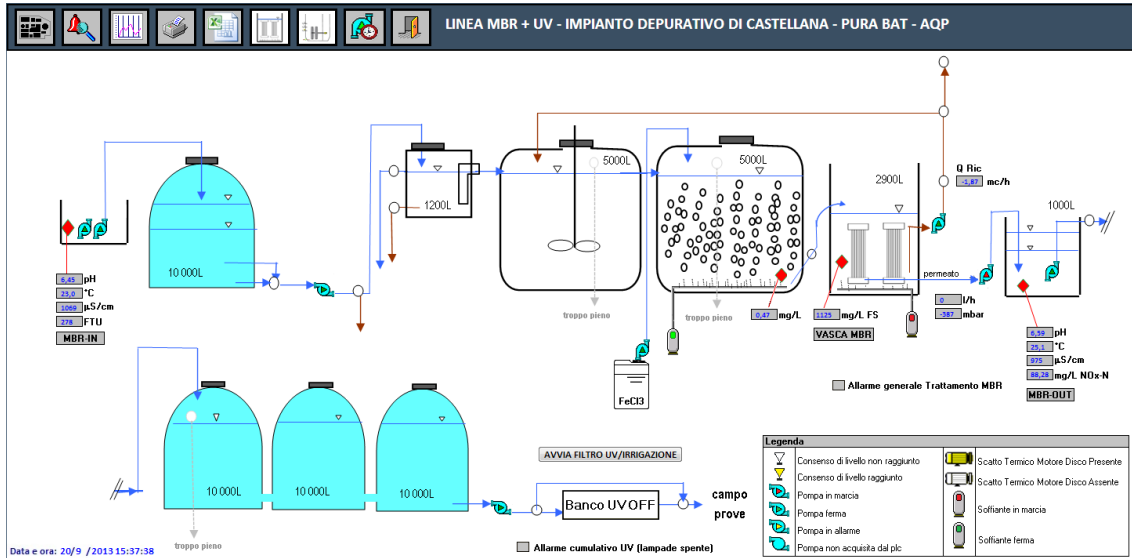 LINEA MBR + UV - IMPIANTO DEPURATIVO DI CASTELLANA - PURA BAT - AQP
5000L
5000L
Q Ric
-1,87 mc/h
2900L
1200L
1000L
10 000L
permeato
6,45 pH
23,0 °C
1069 µS/cm
278 FTU
MBR-IN
troppo pieno
troppo pieno
0,47 mg/L
1125 mg/L FS
VASCA MBR
0 l/h
-387 mbar
6,59 pH
25,1 °C
975 µS/cm
88,28 mg/L NOx-N
MBR-OUT
FeCl3
Allarme generale Trattamento MBR
10 000L
10 000L
10 000L
troppo pieno
AVVIA FILTRO UV/IRRIGAZIONE
Banco UV OFF
campo
prove
Allarme cumulativo UV (lampade spente)
Legenda
Consenso di livello non raggiunto
Consenso di livello raggiunto
Pompa in marcia
Pompa ferma
Pompa in allarme
Pompa non acquisita dal plc
Scatto Termico Motore Disco Presente
Scatto Termico Motore Disco Assente
Soffiante in marcia
Soffiante ferma
Data e ora: 20/9 /2013 15:37:38